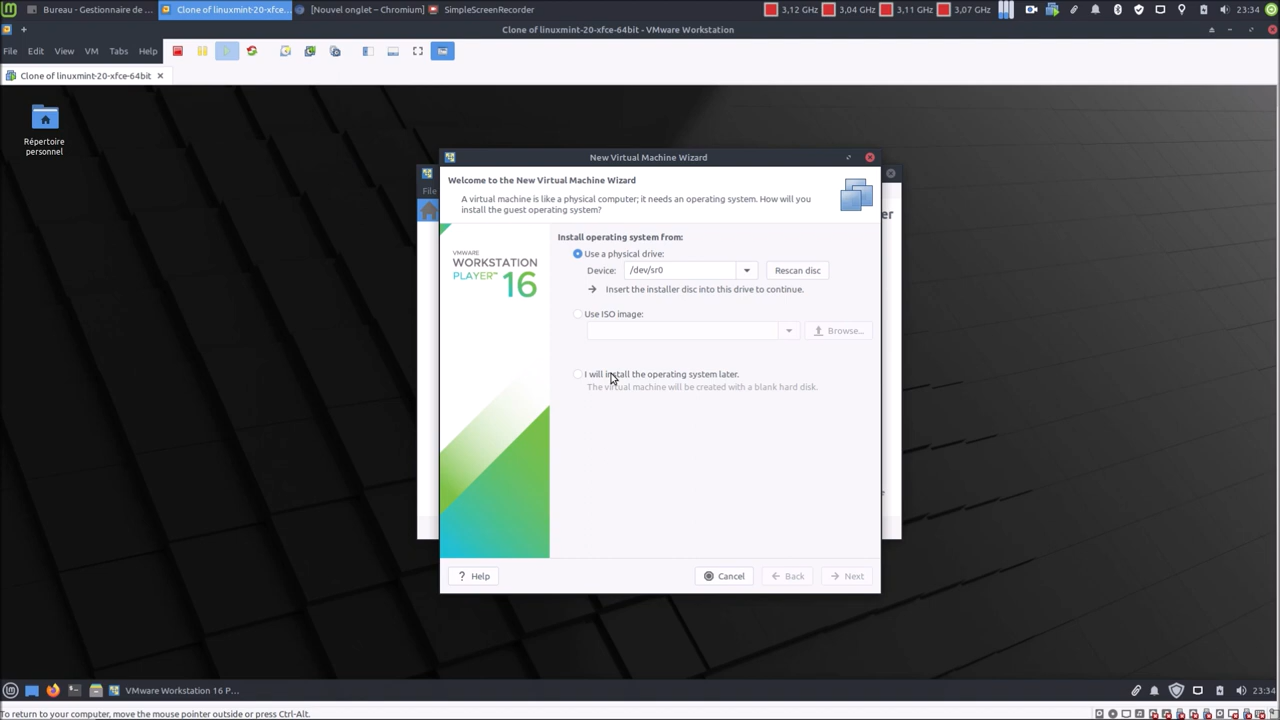 Bureau - Gestionnaire de ...
Clone of linuxmint-20-xfce...
[Nouvel onglet – Chromium]
SimpleScreenRecorder
3,12 GHz
3,04 GHz
3,11 GHz
3,07 GHz
23:34
Clone of linuxmint-20-xfce-64bit - VMware Workstation
File Edit View VM Tabs Help
Clone of linuxmint-20-xfce-64bit
Répertoire
personnel
New Virtual Machine Wizard
File
Welcome to the New Virtual Machine Wizard
A virtual machine is like a physical computer; it needs an operating system. How will you
install the guest operating system?
er
Install operating system from:
VMWARE
WORKSTATION
PLAYER™ 16
Use a physical drive:
Device: /dev/sr0 Rescan disc
Insert the installer disc into this drive to continue.
Use ISO image:
Browse...
I will install the operating system later.
The virtual machine will be created with a blank hard disk.
e
? Help Cancel Back Next
VMware Workstation 16 P...
23:34
To return to your computer, move the mouse pointer outside or press Ctrl-Alt.